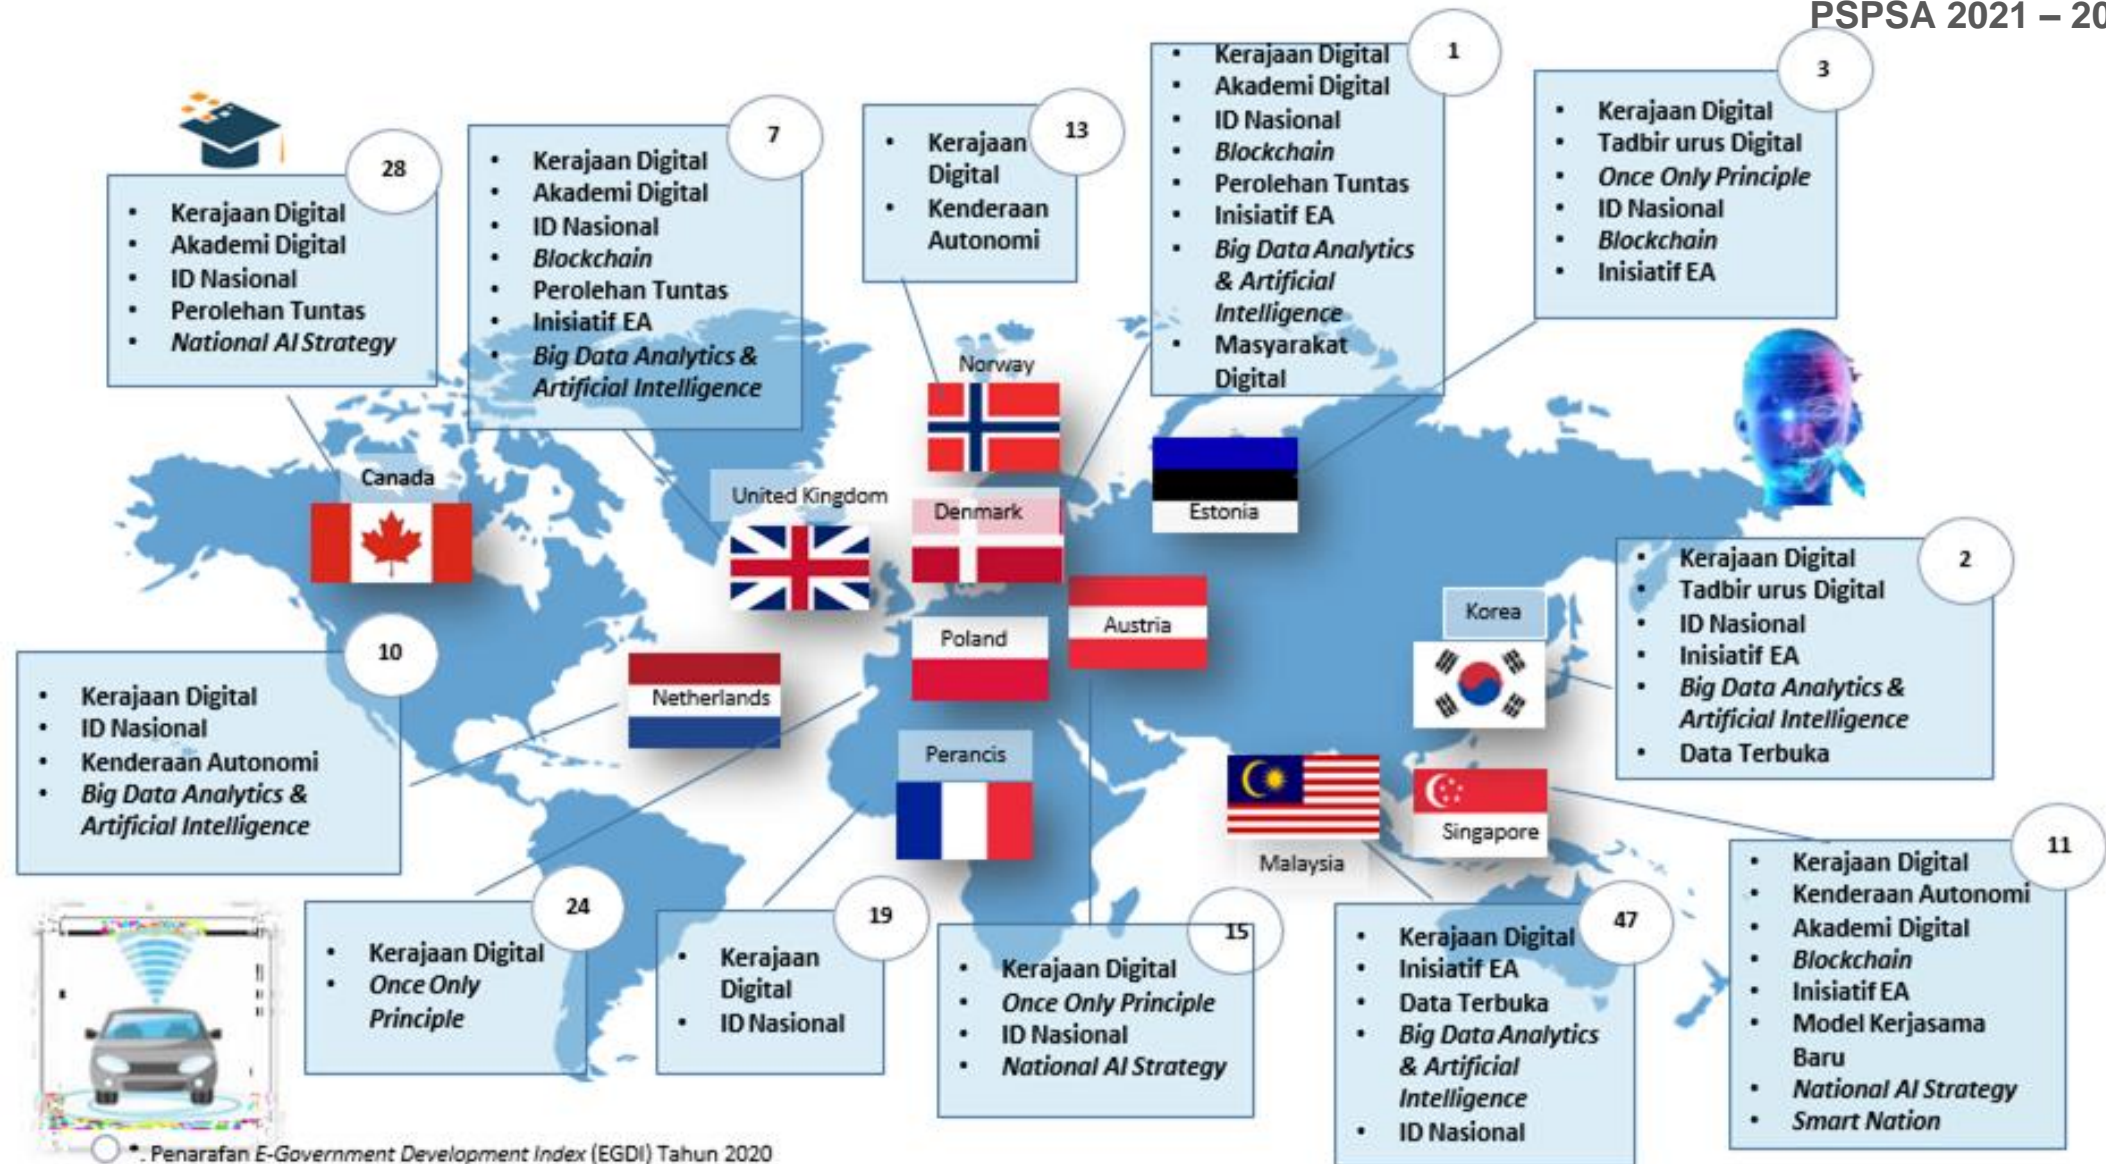 PSPSA 2021 – 20
28
Kerajaan Digital
Akademi Digital
ID Nasional
Perolehan Tuntas
National AI Strategy
7
Kerajaan Digital
Akademi Digital
ID Nasional
Blockchain
Perolehan Tuntas
Inisiatif EA
Big Data Analytics &
Artificial Intelligence
13
Kerajaan
Digital
Kenderaan
Autonomi
1
Kerajaan Digital
Akademi Digital
ID Nasional
Blockchain
Perolehan Tuntas
Inisiatif EA
Big Data Analytics
& Artificial
Intelligence
Masyarakat
Digital
3
Kerajaan Digital
Tadbir urus Digital
Once Only Principle
ID Nasional
Blockchain
Inisiatif EA
Canada
United Kingdom
Norway
Denmark
Estonia
Netherlands
Poland
Austria
Perancis
Korea
Malaysia
Singapore
2
Kerajaan Digital
Tadbir urus Digital
ID Nasional
Inisiatif EA
Big Data Analytics &
Artificial Intelligence
Data Terbuka
10
Kerajaan Digital
ID Nasional
Kenderaan Autonomi
Big Data Analytics &
Artificial Intelligence
24
Kerajaan Digital
Once Only
Principle
19
Kerajaan
Digital
ID Nasional
15
Kerajaan Digital
Once Only Principle
ID Nasional
National AI Strategy
47
Kerajaan Digital
Inisiatif EA
Data Terbuka
Big Data Analytics
& Artificial
Intelligence
ID Nasional
11
Kerajaan Digital
Kenderaan Autonomi
Akademi Digital
Blockchain
Inisiatif EA
Model Kerjasama
Baru
National AI Strategy
Smart Nation
Penarafan E-Government Development Index (EGDI) Tahun 2020